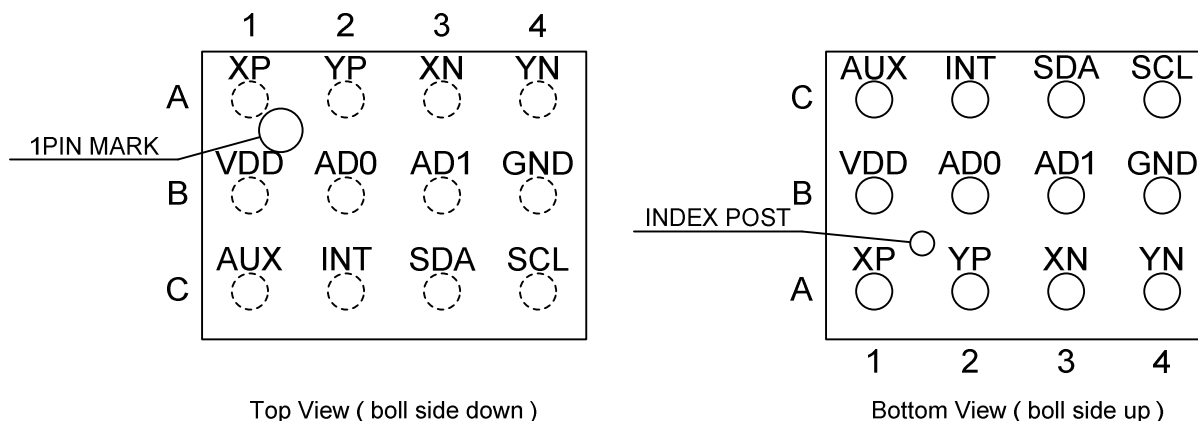 1 2 3 4
XP YP XN YN
A
1PIN MARK
VDD AD0 AD1 GND
B
AUX INT SDA SCL
C
Top View ( boll side down )
AUX INT SDA SCL
C
VDD AD0 AD1 GND
B
INDEX POST
XP YP XN YN
A
1 2 3 4
Bottom View ( boll side up )